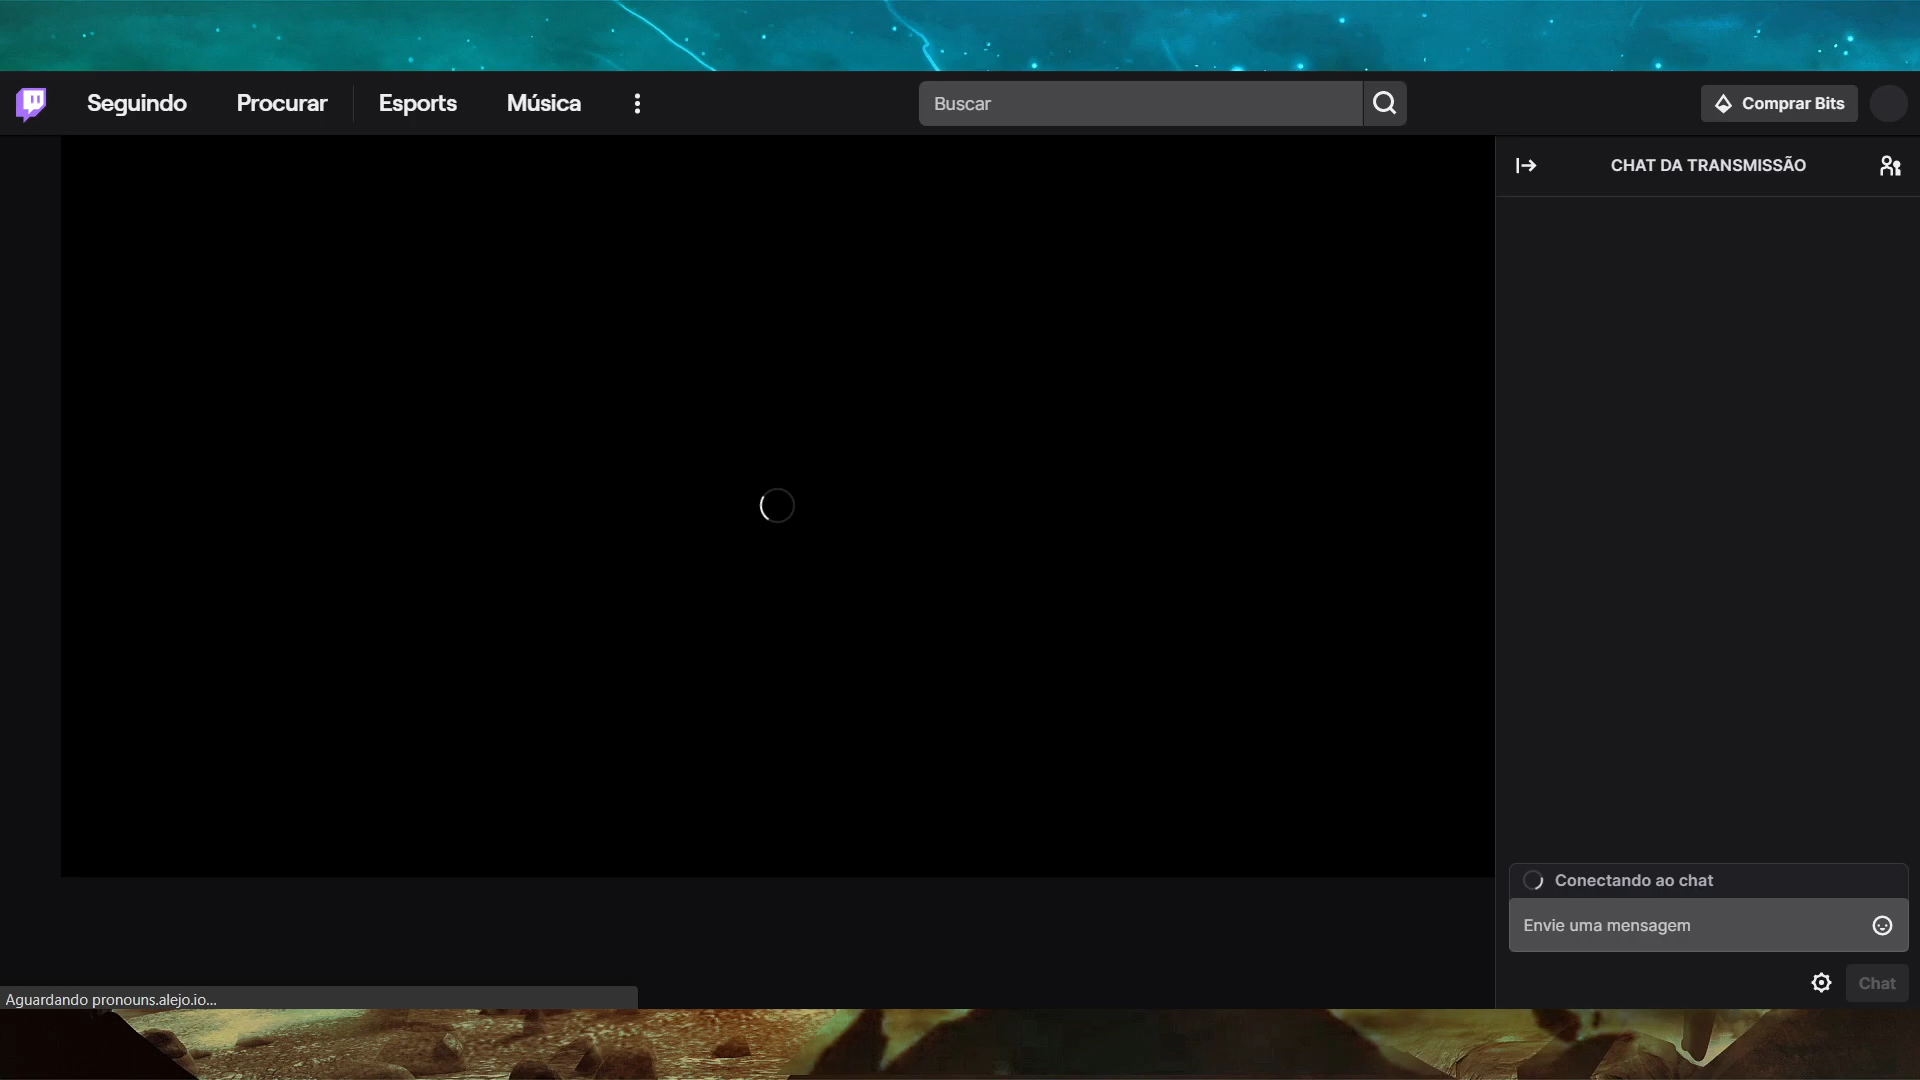 Seguindo
Procurar
Esports
Música
Buscar
Comprar Bits
CHAT DA TRANSMISSÃO
Conectando ao chat
Envie uma mensagem
Chat
Aguardando pronouns.alejo.io...